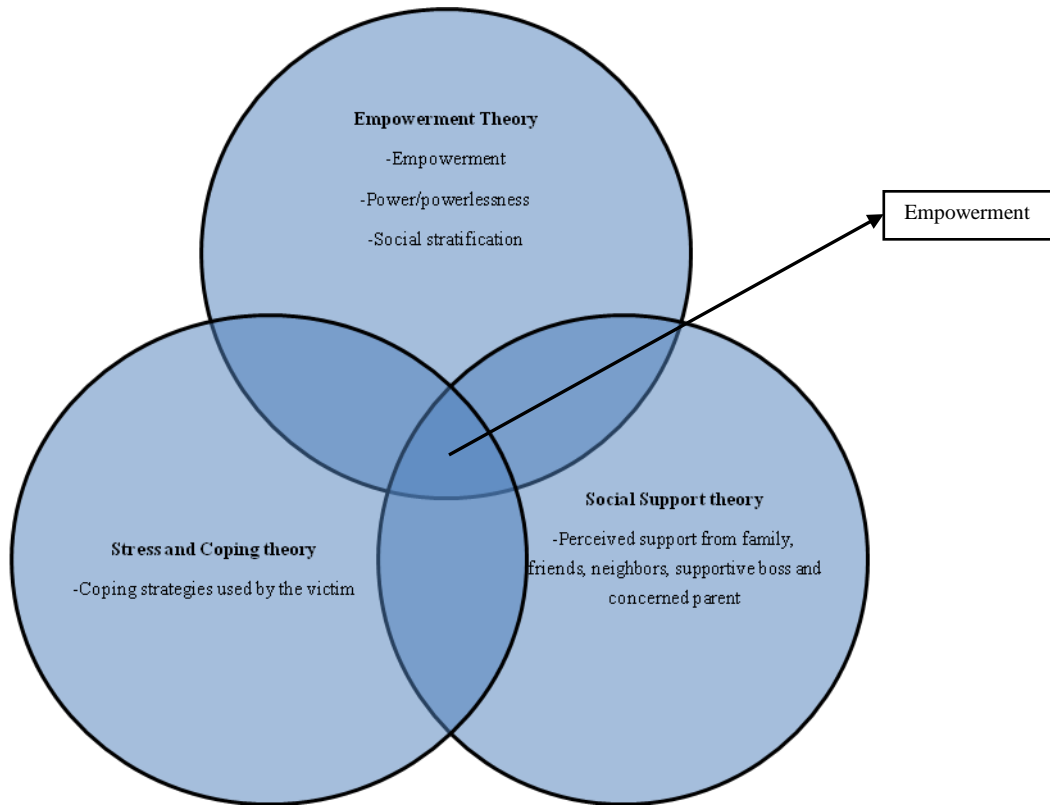 Empowerment Theory
-Empowerment
-Power/powerlessness
-Social stratification
Empowerment
Stress and Coping theory
-Coping strategies used by the victim
Social Support theory
-Perceived support from family,
friends, neighbors, supportive boss and
concerned parent